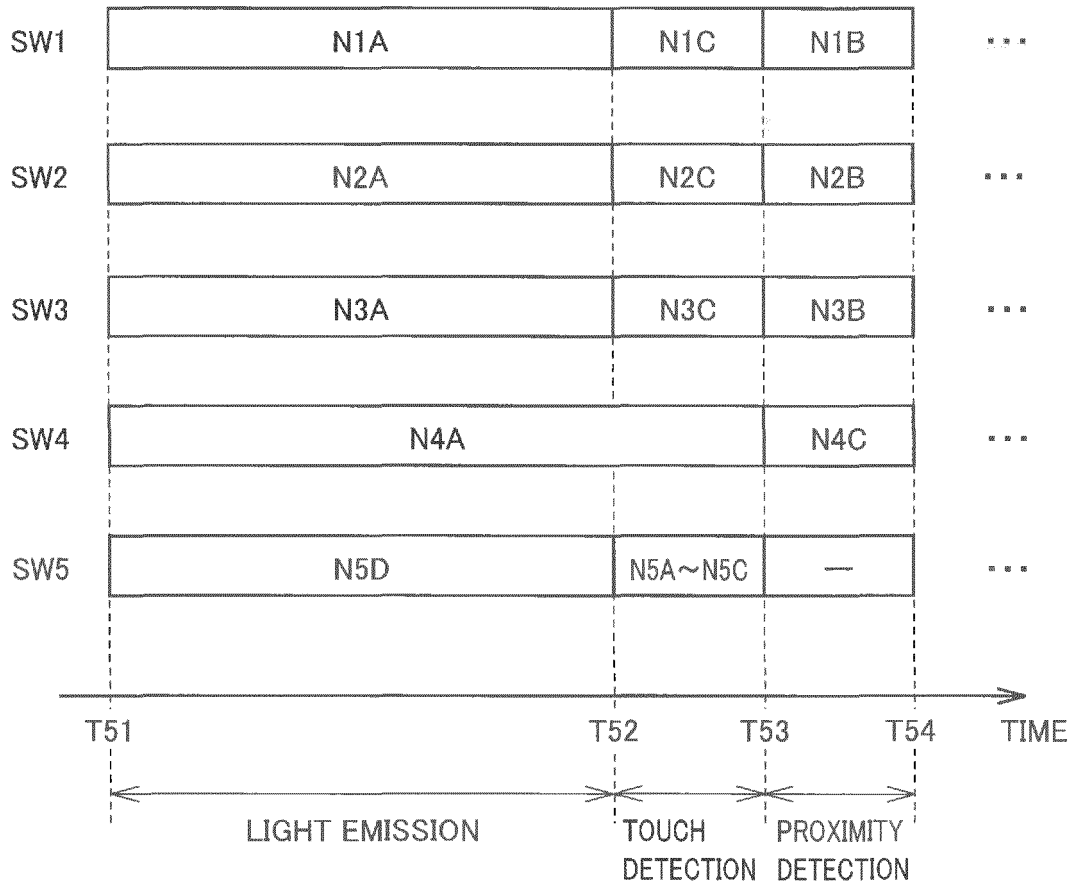 SW1 N1A N1C N1B ...
SW2 N2A N2C N2B ...
SW3 N3A N3C N3B ...
SW4 N4A N4C ...
SW5 N5D N5A～N5C — ...
T51 T52 T53 T54 TIME
LIGHT EMISSION TOUCH PROXIMITY
DETECTION DETECTION